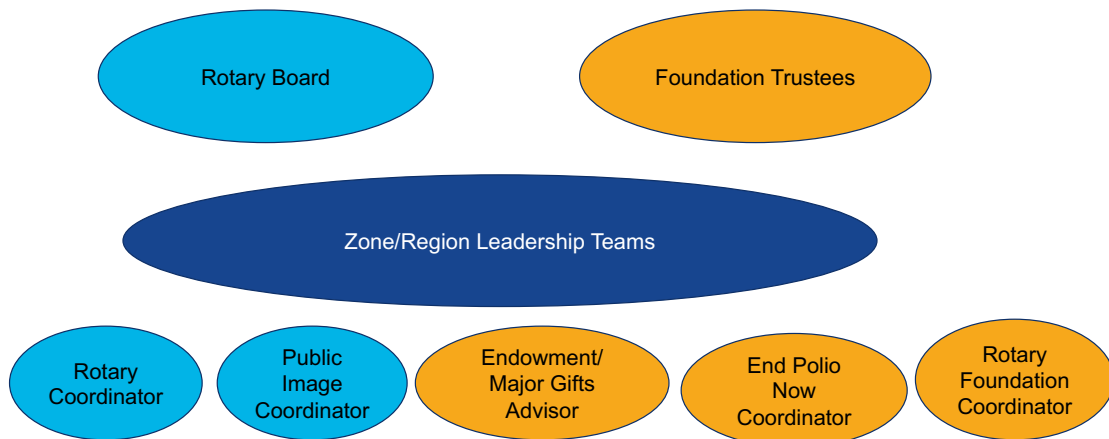 Rotary Board
Foundation Trustees
Zone/Region Leadership Teams
Rotary
Coordinator
Public
Image
Coordinator
Endowment/
Major Gifts
Advisor
End Polio
Now
Coordinator
Rotary
Foundation
Coordinator